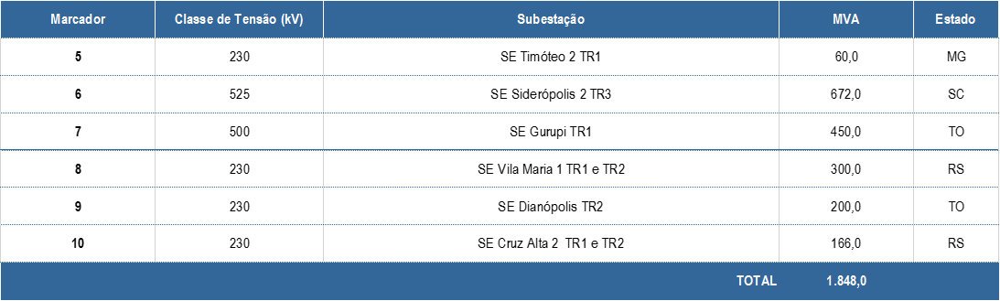 Marcador Classe de Tensão (kV) Subestação MVA Estado
5 230 SE Timóteo 2 TR1 60,0 MG
6 525 SE Siderópolis 2 TR3 672,0 SC
7 500 SE Gurupi TR1 450,0 TO
8 230 SE Vila Maria 1 TR1 e TR2 300,0 RS
9 230 SE Dianópolis TR2 200,0 TO
10 230 SE Cruz Alta 2 TR1 e TR2 166,0 RS
TOTAL 1.848,0